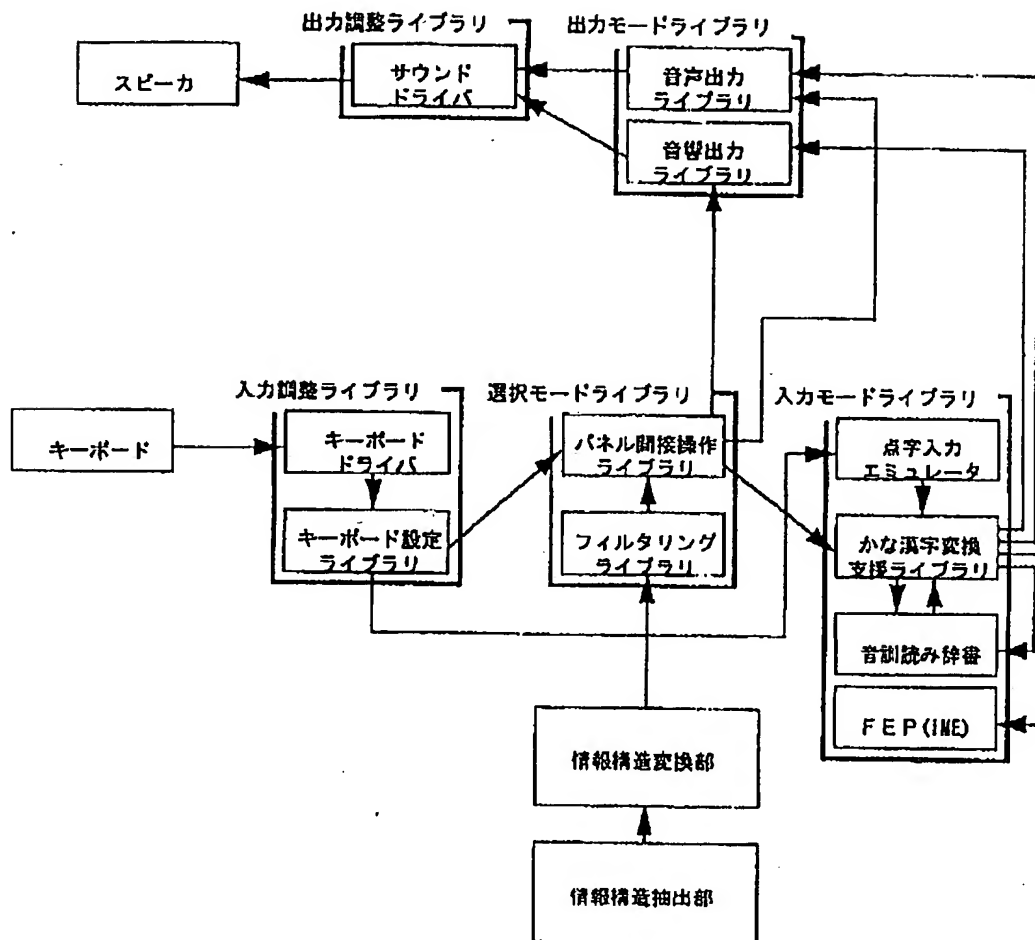 出力調整ライブラリ
出力モードライブラリ
スピーカ
サウンド
ドライバ
音声出力
ライブラリ
音響出力
ライブラリ
入力調整ライブラリ
選択モードライブラリ
入力モードライブラリ
キーボード
キーボード
ドライバ
パネル間接操作
ライブラリ
点字入力
エミュレータ
キーボード設定
ライブラリ
フィルタリング
ライブラリ
かな漢字変換
支援ライブラリ
音訓読み辞書
FEP(IME)
情報構造変換部
情報構造抽出部